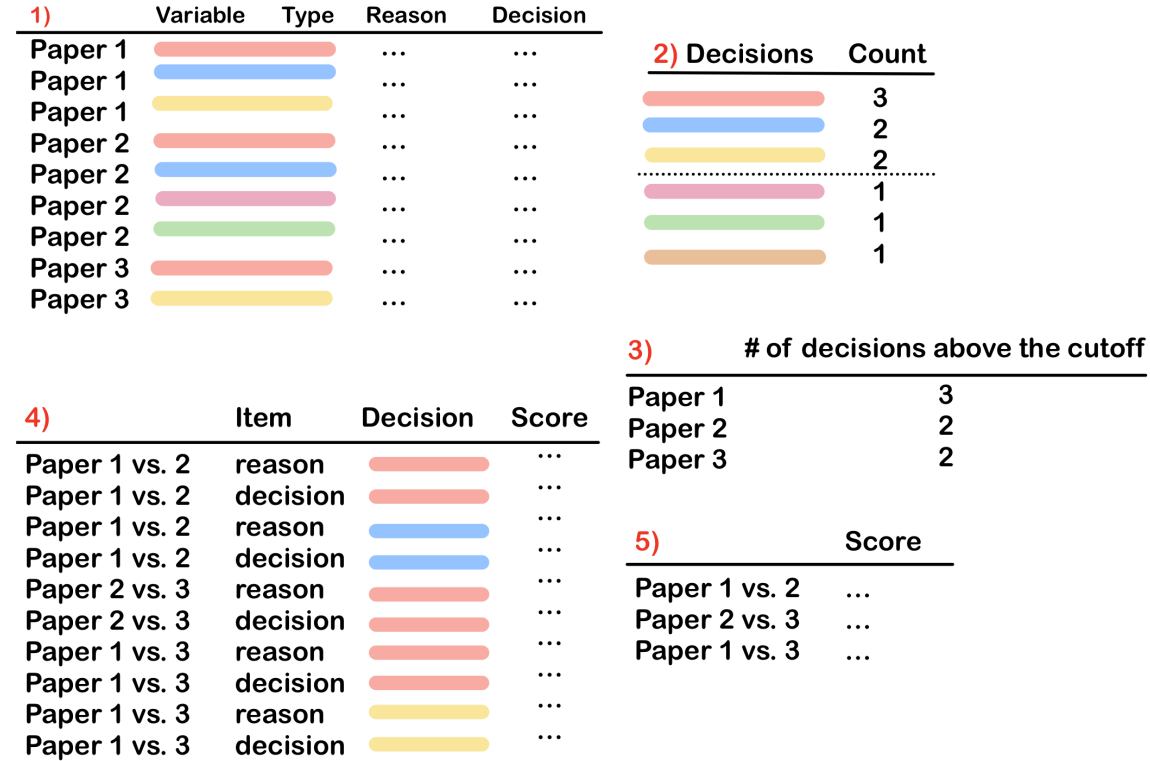 1) Variable Type Reason Decision
Paper 1 ... ...
Paper 1 ... ...
Paper 1 ... ...
Paper 2 ... ...
Paper 2 ... ...
Paper 2 ... ...
Paper 2 ... ...
Paper 3 ... ...
Paper 3 ... ...
2) Decisions Count
3
2
2
1
1
1
3) # of decisions above the cutoff
Paper 1 3
Paper 2 2
Paper 3 2
4) Item Decision Score
Paper 1 vs. 2 reason ...
Paper 1 vs. 2 decision ...
Paper 1 vs. 2 reason ...
Paper 1 vs. 2 decision ...
Paper 2 vs. 3 reason ...
Paper 2 vs. 3 decision ...
Paper 1 vs. 3 reason ...
Paper 1 vs. 3 decision ...
Paper 1 vs. 3 reason ...
Paper 1 vs. 3 decision ...
5) Score
Paper 1 vs. 2 ...
Paper 2 vs. 3 ...
Paper 1 vs. 3 ...